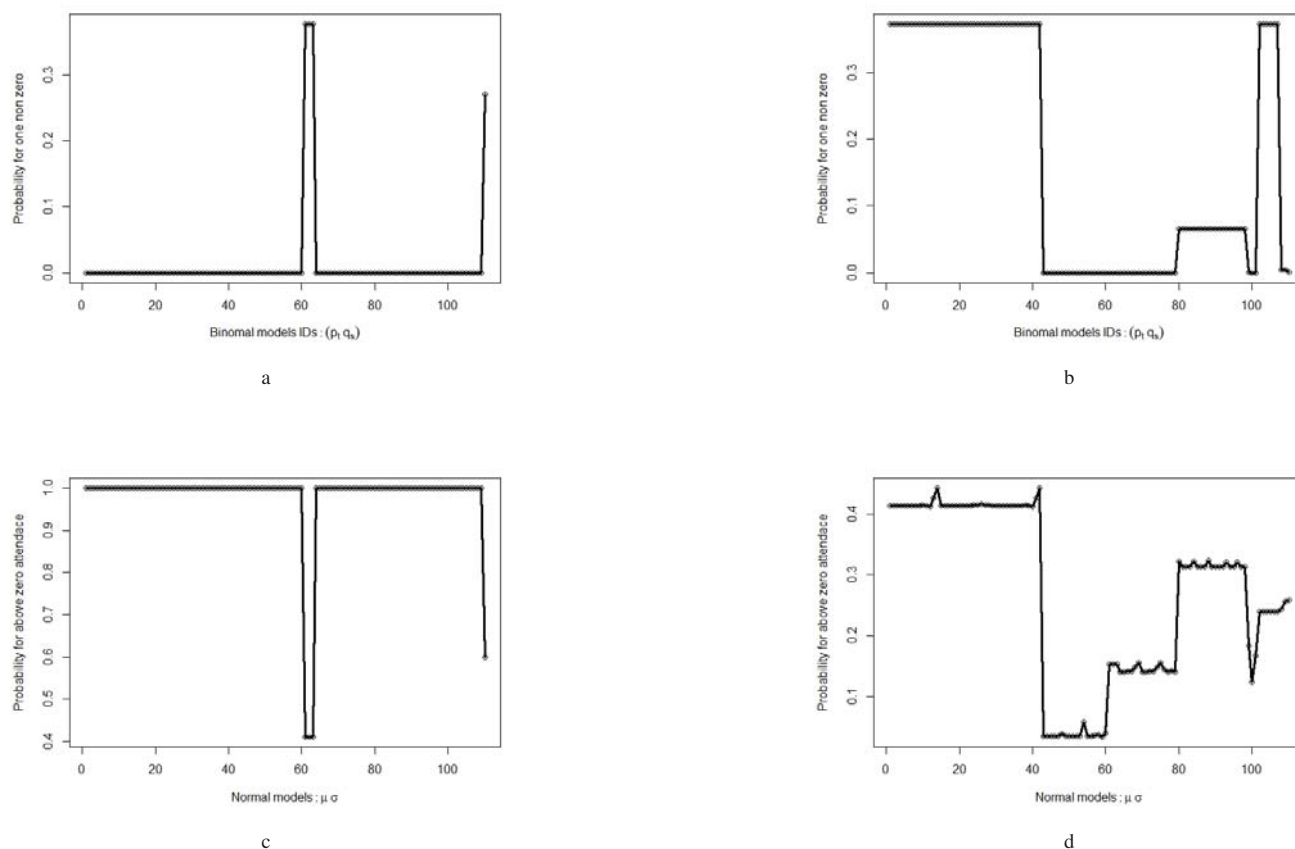 Probability for one non zero
0.0 0.1 0.2 0.3
0 20 40 60 80 100
Binomal models IDs : (pₜ qₛ)
a
Probability for one non zero
0.0 0.1 0.2 0.3
0 20 40 60 80 100
Binomal models IDs : (pₜ qₛ)
b
Probability for above zero attendace
0.4 0.5 0.6 0.7 0.8 0.9 1.0
0 20 40 60 80 100
Normal models : μ σ
c
Probability for above zero attendace
0.1 0.2 0.3 0.4
0 20 40 60 80 100
Normal models : μ σ
d